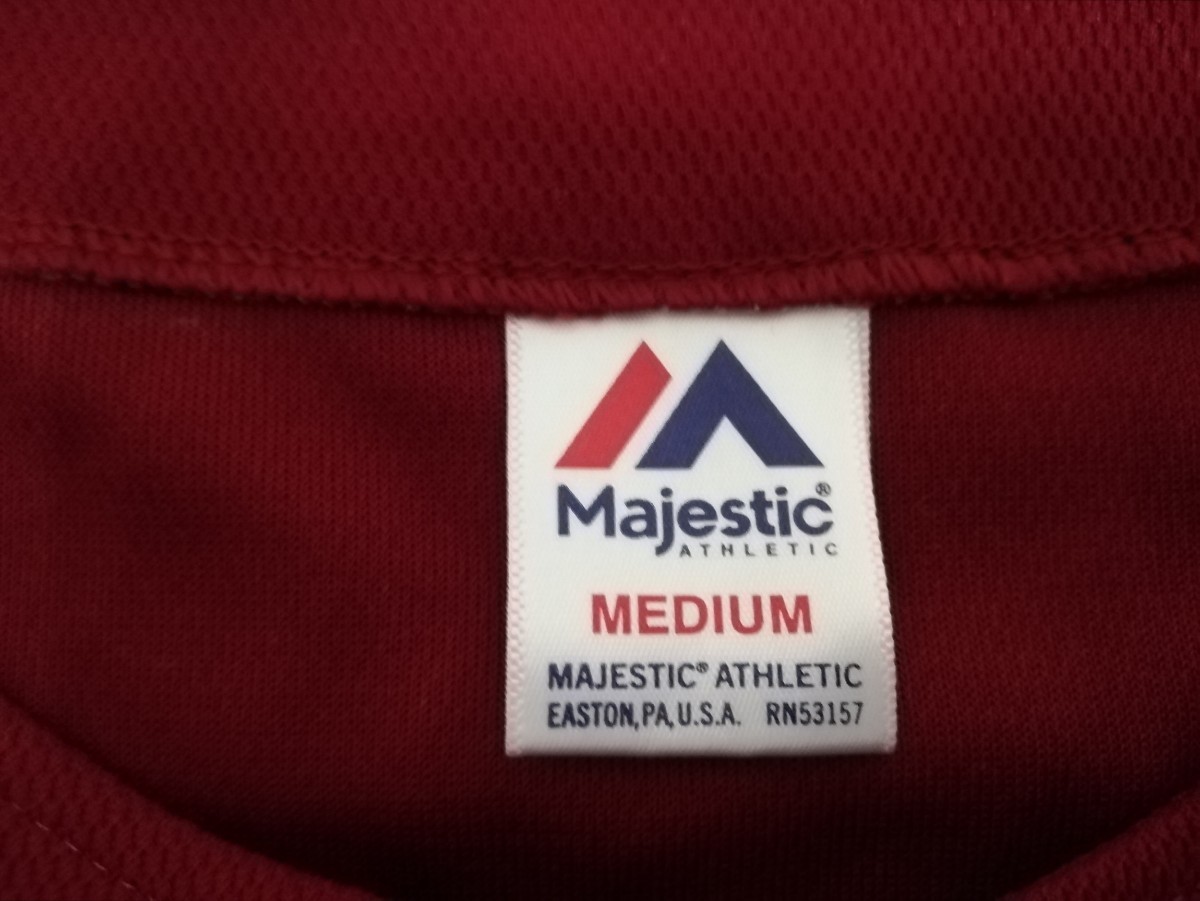 Majestic®
ATHLETIC
MEDIUM
MAJESTIC® ATHLETIC
EASTON, PA, U.S.A. RN53157